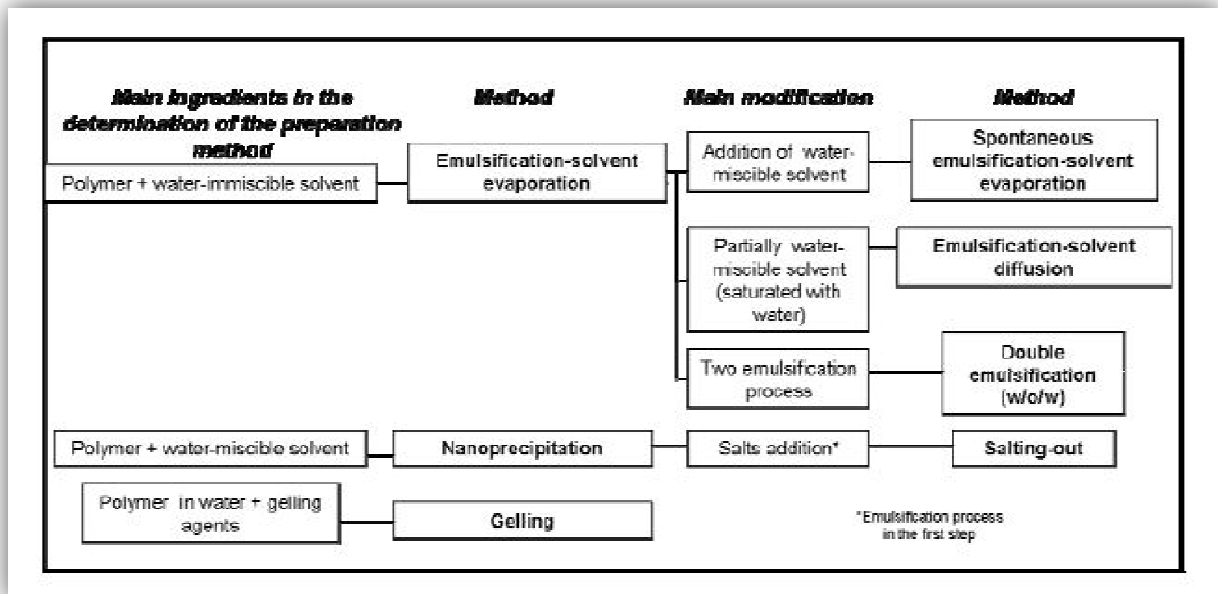 Main ingredients in the
determination of the preparation
method
Method
Main modification
Method
Polymer + water-immiscible solvent
Emulsification-solvent
evaporation
Addition of water-
miscible solvent
Spontaneous
emulsification-solvent
evaporation
Partially water-
miscible solvent
(saturated with
water)
Emulsification-solvent
diffusion
Two emulsification
process
Double
emulsification
(w/o/w)
Polymer + water-miscible solvent
Nanoprecipitation
Salts addition*
Salting-out
Polymer in water + gelling
agents
Gelling
*Emulsification process
in the first step